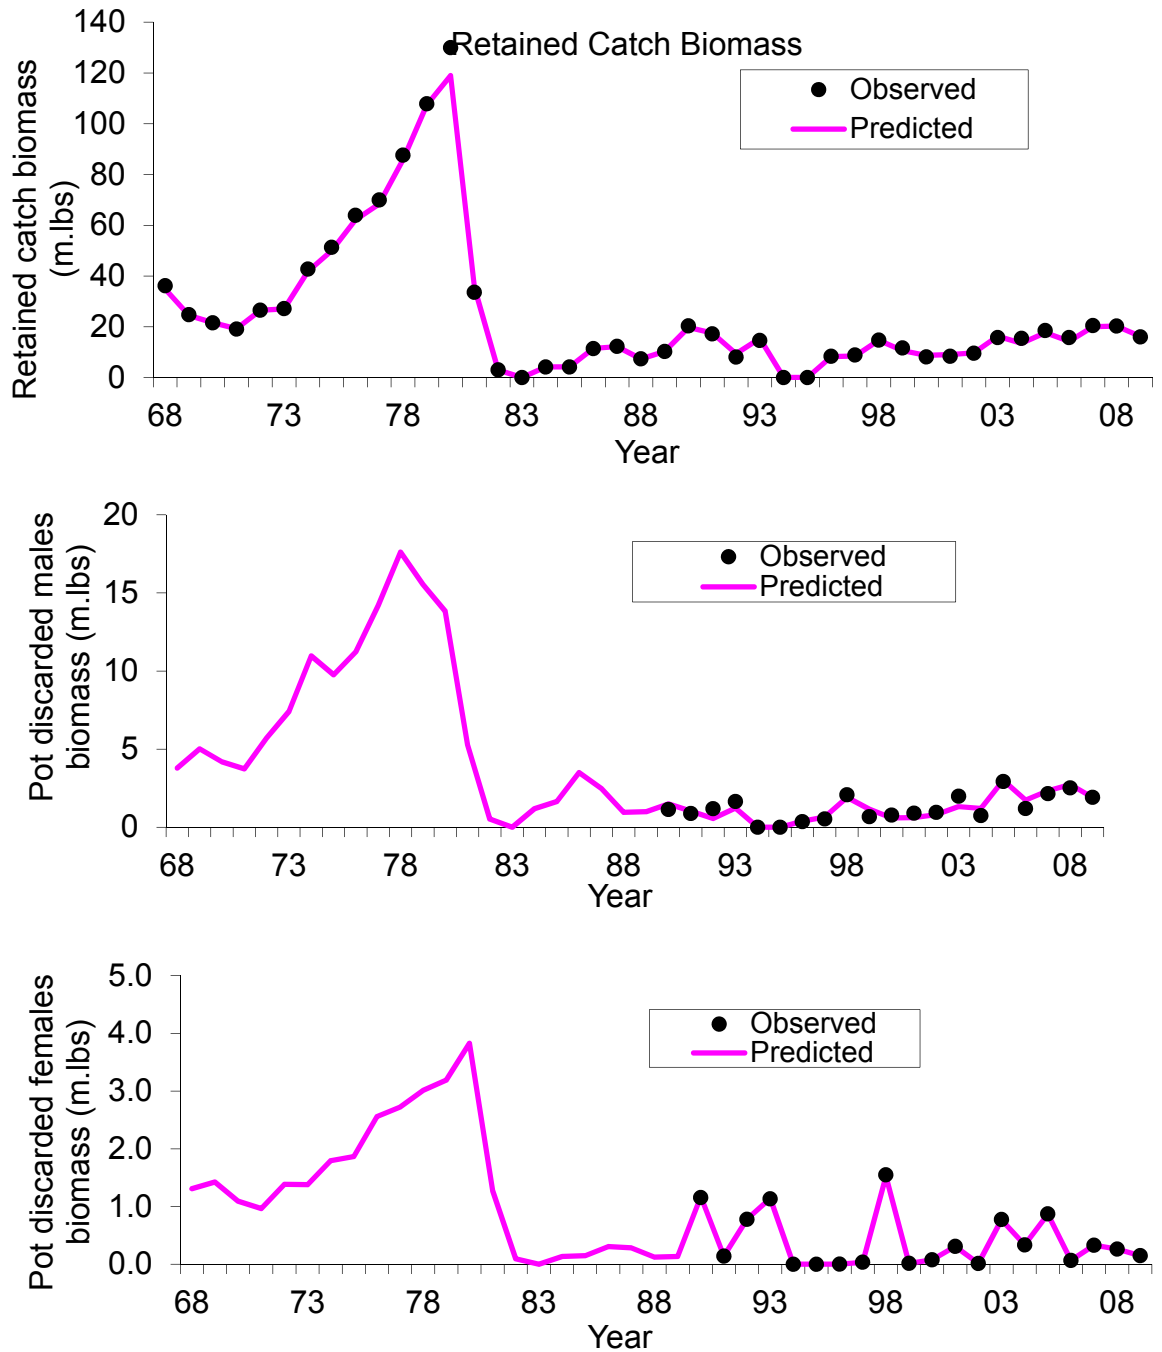 Retained Catch Biomass
Retained catch biomass
(m.lbs)
140
120
100
80
60
40
20
0
Observed
Predicted
68 73 78 83 88 93 98 03 08
Year
Pot discarded males
biomass (m.lbs)
20
15
10
5
0
Observed
Predicted
68 73 78 83 88 93 98 03 08
Year
Pot discarded females
biomass (m.lbs)
5.0
4.0
3.0
2.0
1.0
0.0
Observed
Predicted
68 73 78 83 88 93 98 03 08
Year